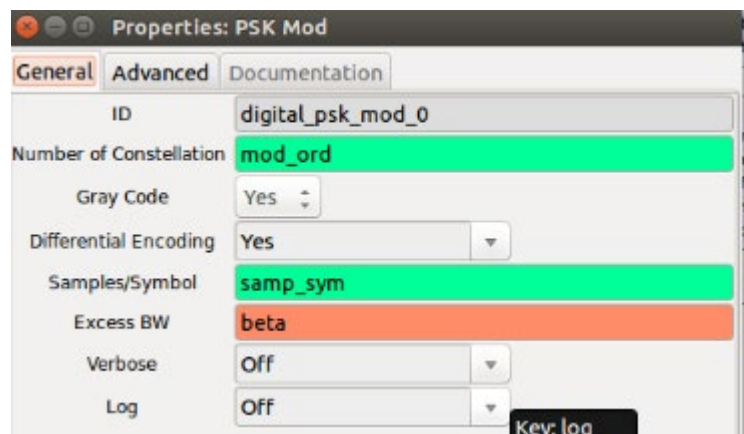 Properties: PSK Mod
General Advanced Documentation
ID digital_psk_mod_0
Number of Constellation mod_ord
Gray Code Yes
Differential Encoding Yes
Samples/Symbol samp_sym
Excess BW beta
Verbose Off
Log Off
Key: log